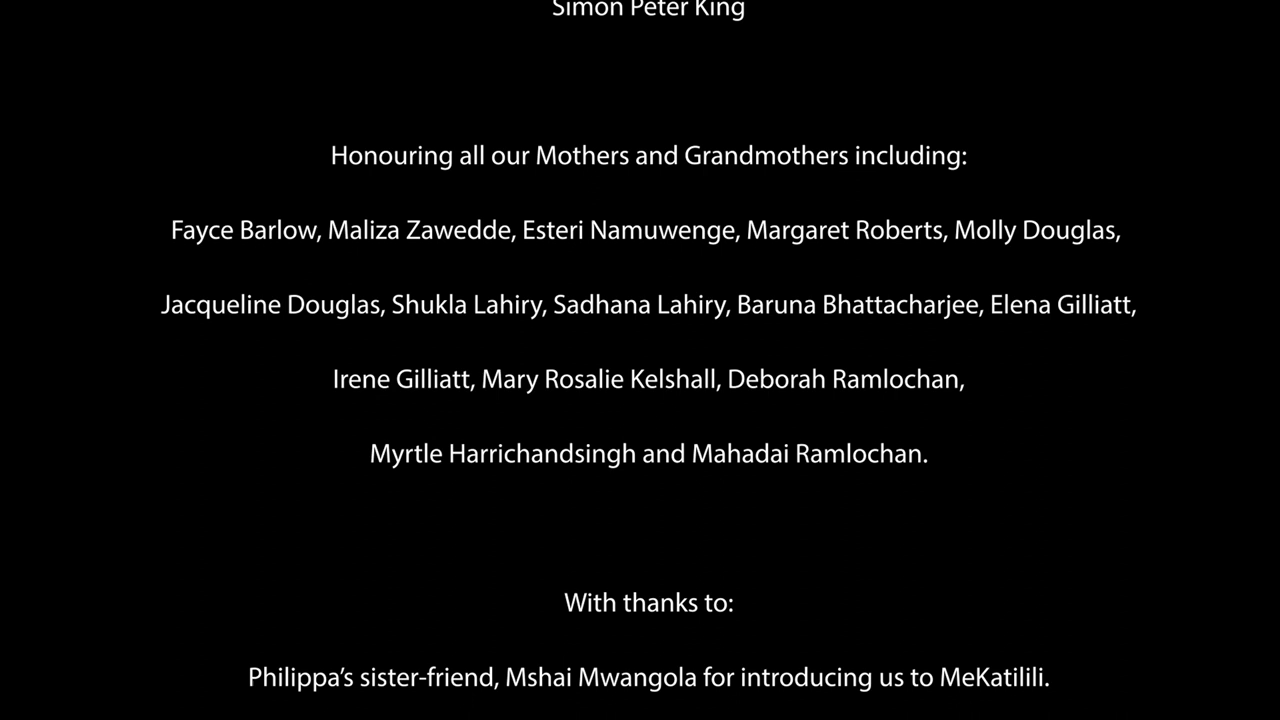 Simon Peter King
Honouring all our Mothers and Grandmothers including:
Fayce Barlow, Maliza Zawedde, Esteri Namuwenge, Margaret Roberts, Molly Douglas,
Jacqueline Douglas, Shukla Lahiry, Sadhana Lahiry, Baruna Bhattacharjee, Elena Gilliatt,
Irene Gilliatt, Mary Rosalie Kelshall, Deborah Ramlochan,
Myrtle Harrichandsingh and Mahadai Ramlochan.
With thanks to:
Philippa’s sister-friend, Mshai Mwangola for introducing us to MeKatilili.